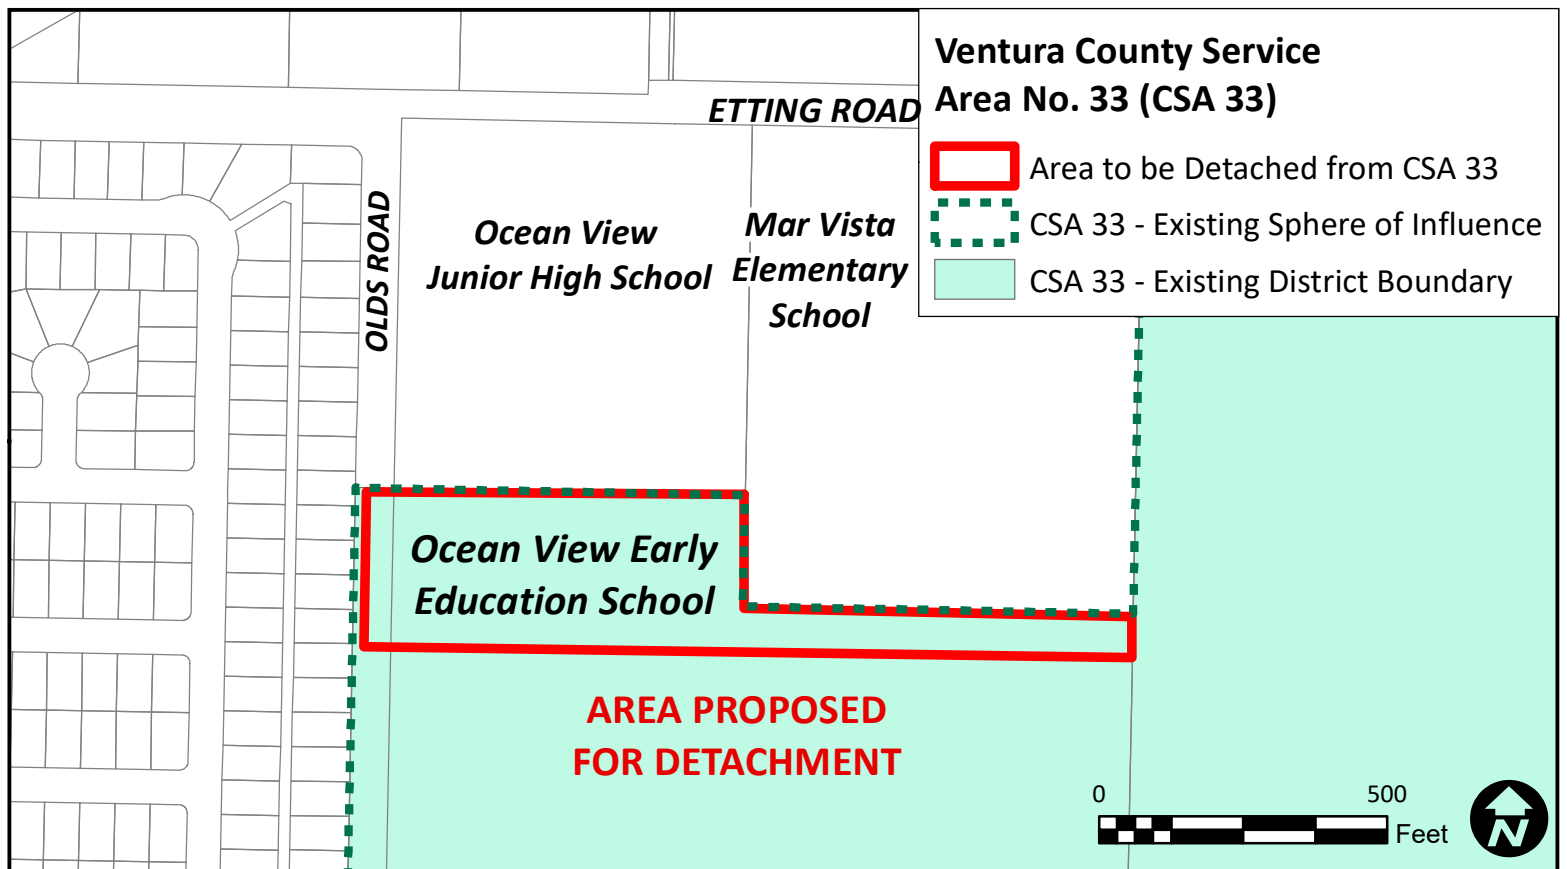 Ventura County Service
Area No. 33 (CSA 33)
Area to be Detached from CSA 33
CSA 33 - Existing Sphere of Influence
CSA 33 - Existing District Boundary
ETTING ROAD
OLDS ROAD
Ocean View
Junior High School
Mar Vista
Elementary
School
Ocean View Early
Education School
AREA PROPOSED
FOR DETACHMENT
0 500
Feet
N